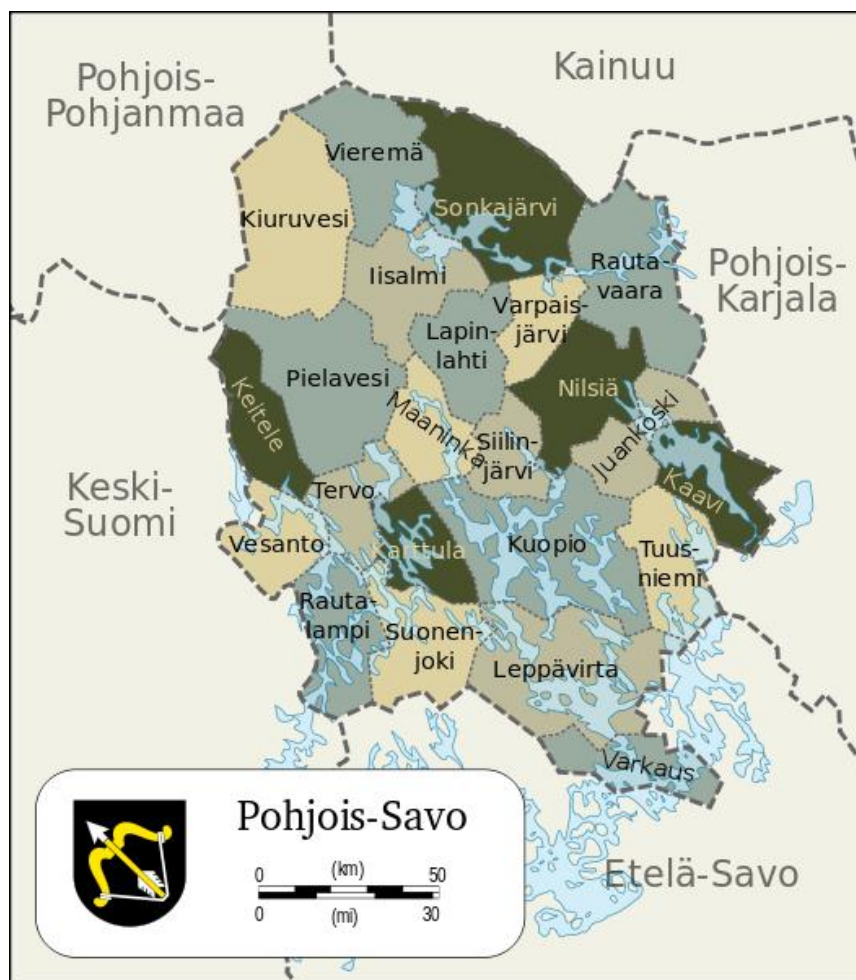 Pohjois-
Pohjanmaa
Kainuu
Vieremä
Sonkajärvi
Kiuruvesi
Iisalmi
Rauta-
vaara
Pohjois-
Karjala
Varpais-
järvi
Lapin-
lahti
Pielavesi
Keitele
Nilsiä
Maaninka
Siilin-
järvi
Juankoski
Kaavi
Keski-
Suomi
Tervo
Vesanto
Karttula
Kuopio
Tuus-
niemi
Rauta-
lampi
Suonen-
joki
Leppävirta
Varkaus
Etelä-Savo
Pohjois-Savo
0 (km) 50
0 (mi) 30